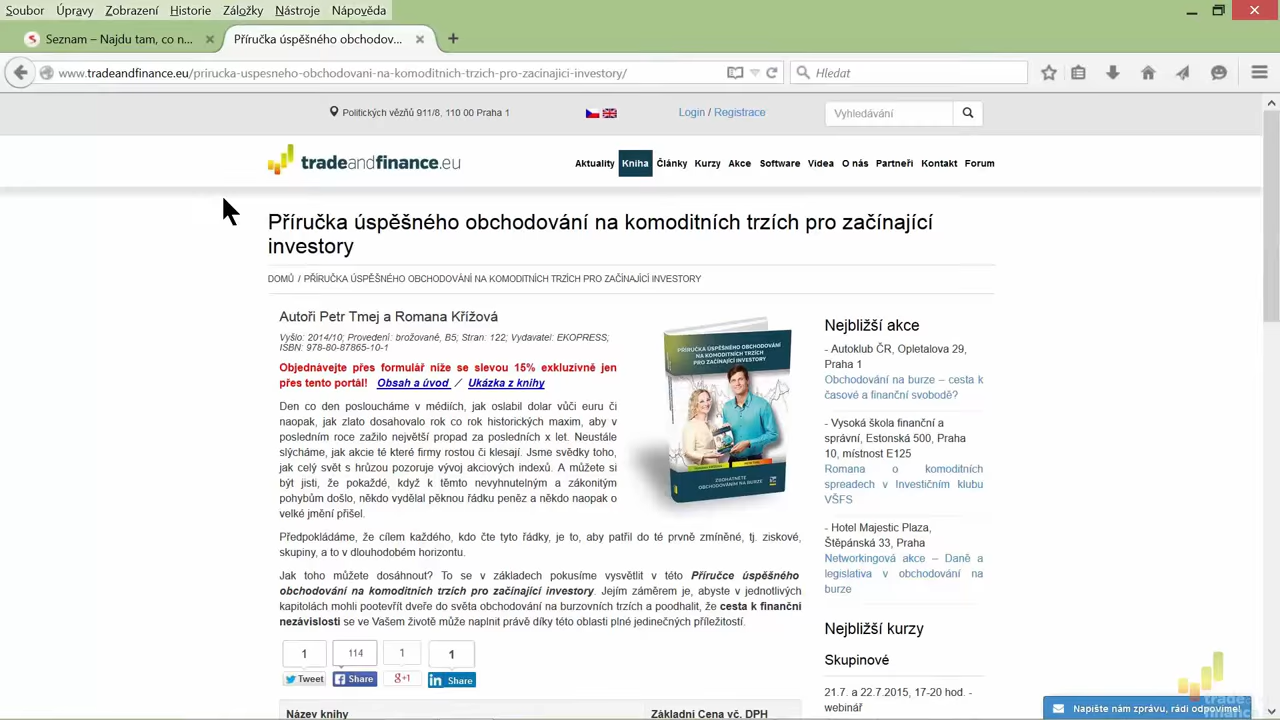 Soubor Úpravy Zobrazení Historie Záložky Nástroje Nápověda
Seznam – Najdu tam, co n... Příručka úspěšného obchodov...
www.tradeandfinance.eu/prirucka-uspesneho-obchodovani-na-komoditnich-trzich-pro-zacinajici-investory/ Hledat
Politických vězňů 911/8, 110 00 Praha 1 Login / Registrace Vyhledávání
tradeandfinance.eu Aktuality Kniha Články Kurzy Akce Software Videa O nás Partneři Kontakt Forum
Příručka úspěšného obchodování na komoditních trzích pro začínající
investory
DOMŮ / PŘÍRUČKA ÚSPĚŠNÉHO OBCHODOVÁNÍ NA KOMODITNÍCH TRZÍCH PRO ZAČÍNAJÍCÍ INVESTORY
Autoři Petr Tmej a Romana Křížová
Vyšlo: 2014/10; Provedení: brožované, B5; Stran: 122; Vydavatel: EKOPRESS;
ISBN: 978-80-87865-10-1
Objednávejte přes formulář níže se slevou 15% exkluzivně jen
přes tento portál! Obsah a úvod / Ukázka z knihy
Den co den posloucháme v médiích, jak oslabil dolar vůči euru či
naopak, jak zlato dosahovalo rok co rok historických maxim, aby v
posledním roce zažilo největší propad za posledních x let. Neustále
slýcháme, jak akcie té které firmy rostou či klesají. Jsme svědky toho,
jak celý svět s hrůzou pozoruje vývoj akciových indexů. A můžete si
být jisti, že pokaždé, když k těmto nevyhnutelným a zákonitým
pohybům došlo, někdo vydělal pěknou řádku peněz a někdo naopak o
velké jmění přišel.
Předpokládáme, že cílem každého, kdo čte tyto řádky, je to, aby patřil do té prvně zmíněné, tj. ziskové,
skupiny, a to v dlouhodobém horizontu.
Jak toho můžete dosáhnout? To se v základech pokusíme vysvětlit v této Příručce úspěšného
obchodování na komoditních trzích pro začínající investory. Jejím záměrem je, abyste v jednotlivých
kapitolách mohli pootevřít dveře do světa obchodování na burzovních trzích a poodhalit, že cesta k finanční
nezávislosti se ve Vašem životě může naplnit právě díky této oblasti plné jedinečných příležitostí.
PŘÍRUČKA ÚSPĚŠNÉHO OBCHODOVÁNÍ
NA KOMODITNÍCH TRZÍCH
PRO ZAČÍNAJÍCÍ INVESTORY
ZBOHATNETE
OBCHODOVÁNÍM NA BURZE
1 114 1 1
Tweet Share g+1 Share
Název knihy Základní Cena vč. DPH
Nejbližší akce
- Autoklub ČR, Opletalova 29,
Praha 1
Obchodování na burze – cesta k
časové a finanční svobodě?
- Vysoká škola finanční a
správní, Estonská 500, Praha
10, místnost E125
Romana o komoditních
spreadech v Investičním klubu
VŠFS
- Hotel Majestic Plaza,
Štěpánská 33, Praha
Networkingová akce – Daně a
legislativa v obchodování na
burze
Nejbližší kurzy
Skupinové
21.7. a 22.7.2015, 17-20 hod. -
webinář
Napište nám zprávu, rádi odpovíme!
trade
finance